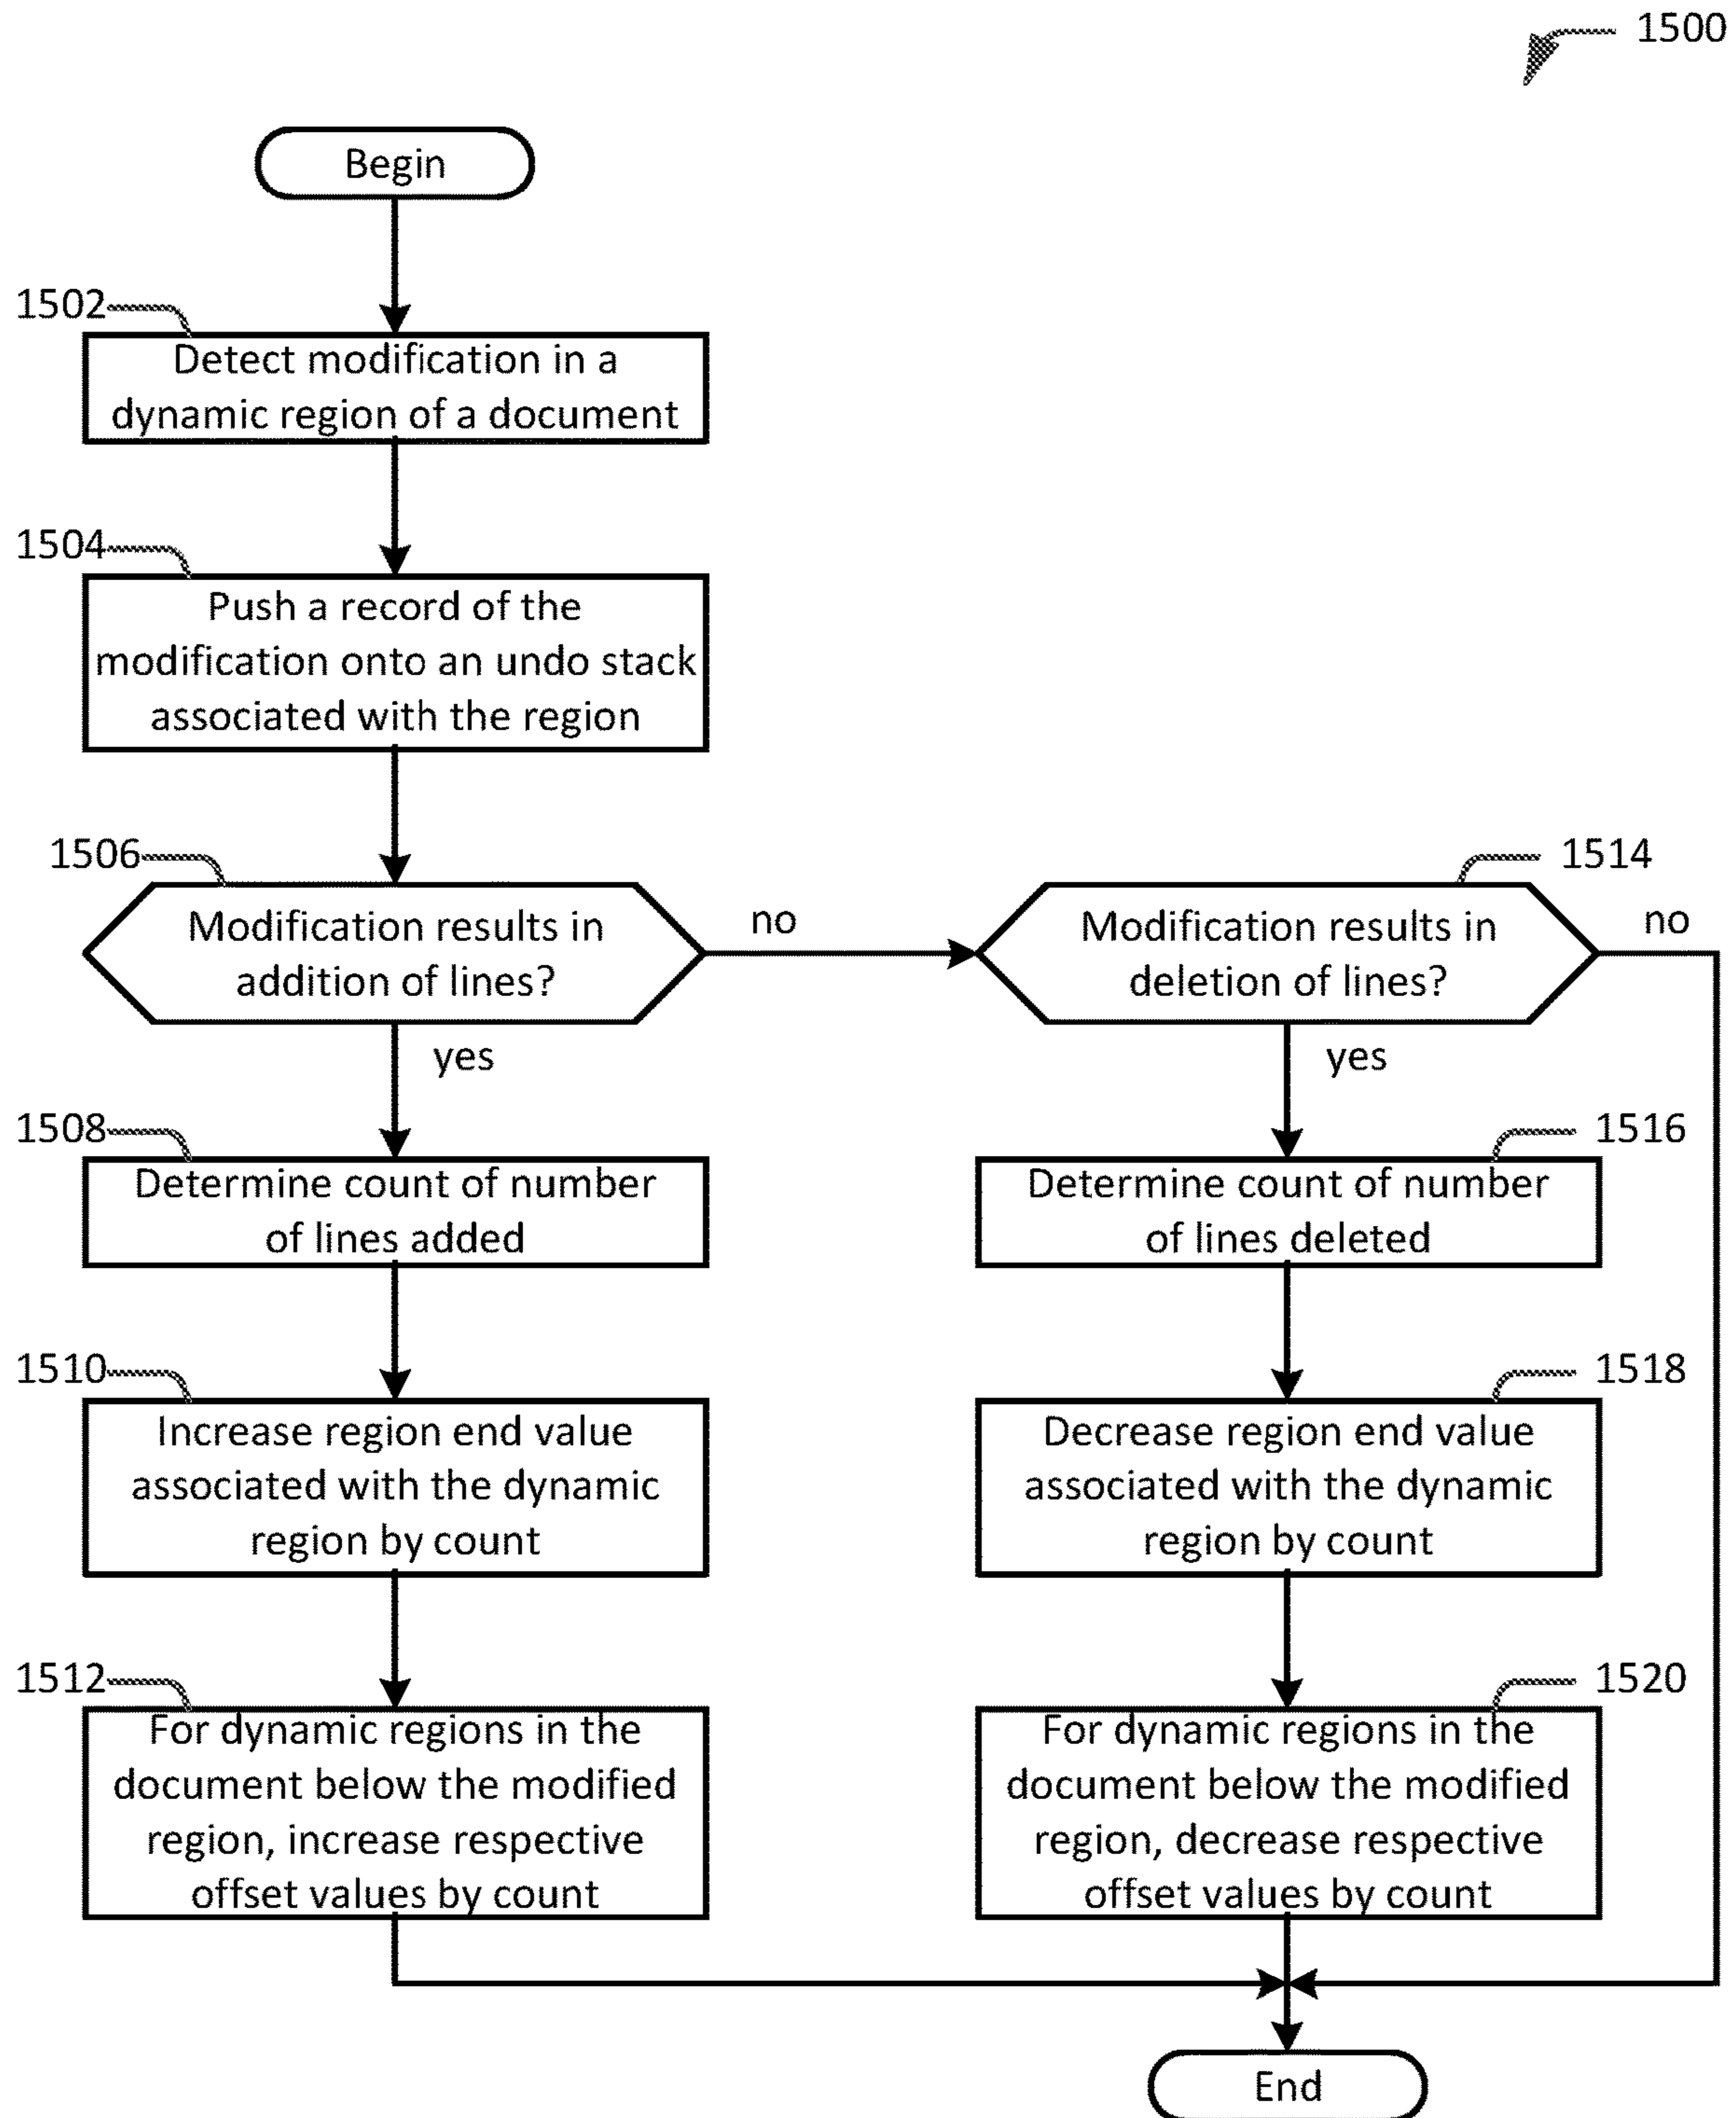 1500
Begin
1502
Detect modification in a
dynamic region of a document
1504
Push a record of the
modification onto an undo stack
associated with the region
1506
Modification results in
addition of lines?
no
yes
1514
Modification results in
deletion of lines?
no
yes
1508
Determine count of number
of lines added
1516
Determine count of number
of lines deleted
1510
Increase region end value
associated with the dynamic
region by count
1518
Decrease region end value
associated with the dynamic
region by count
1512
For dynamic regions in the
document below the modified
region, increase respective
offset values by count
1520
For dynamic regions in the
document below the modified
region, decrease respective
offset values by count
End